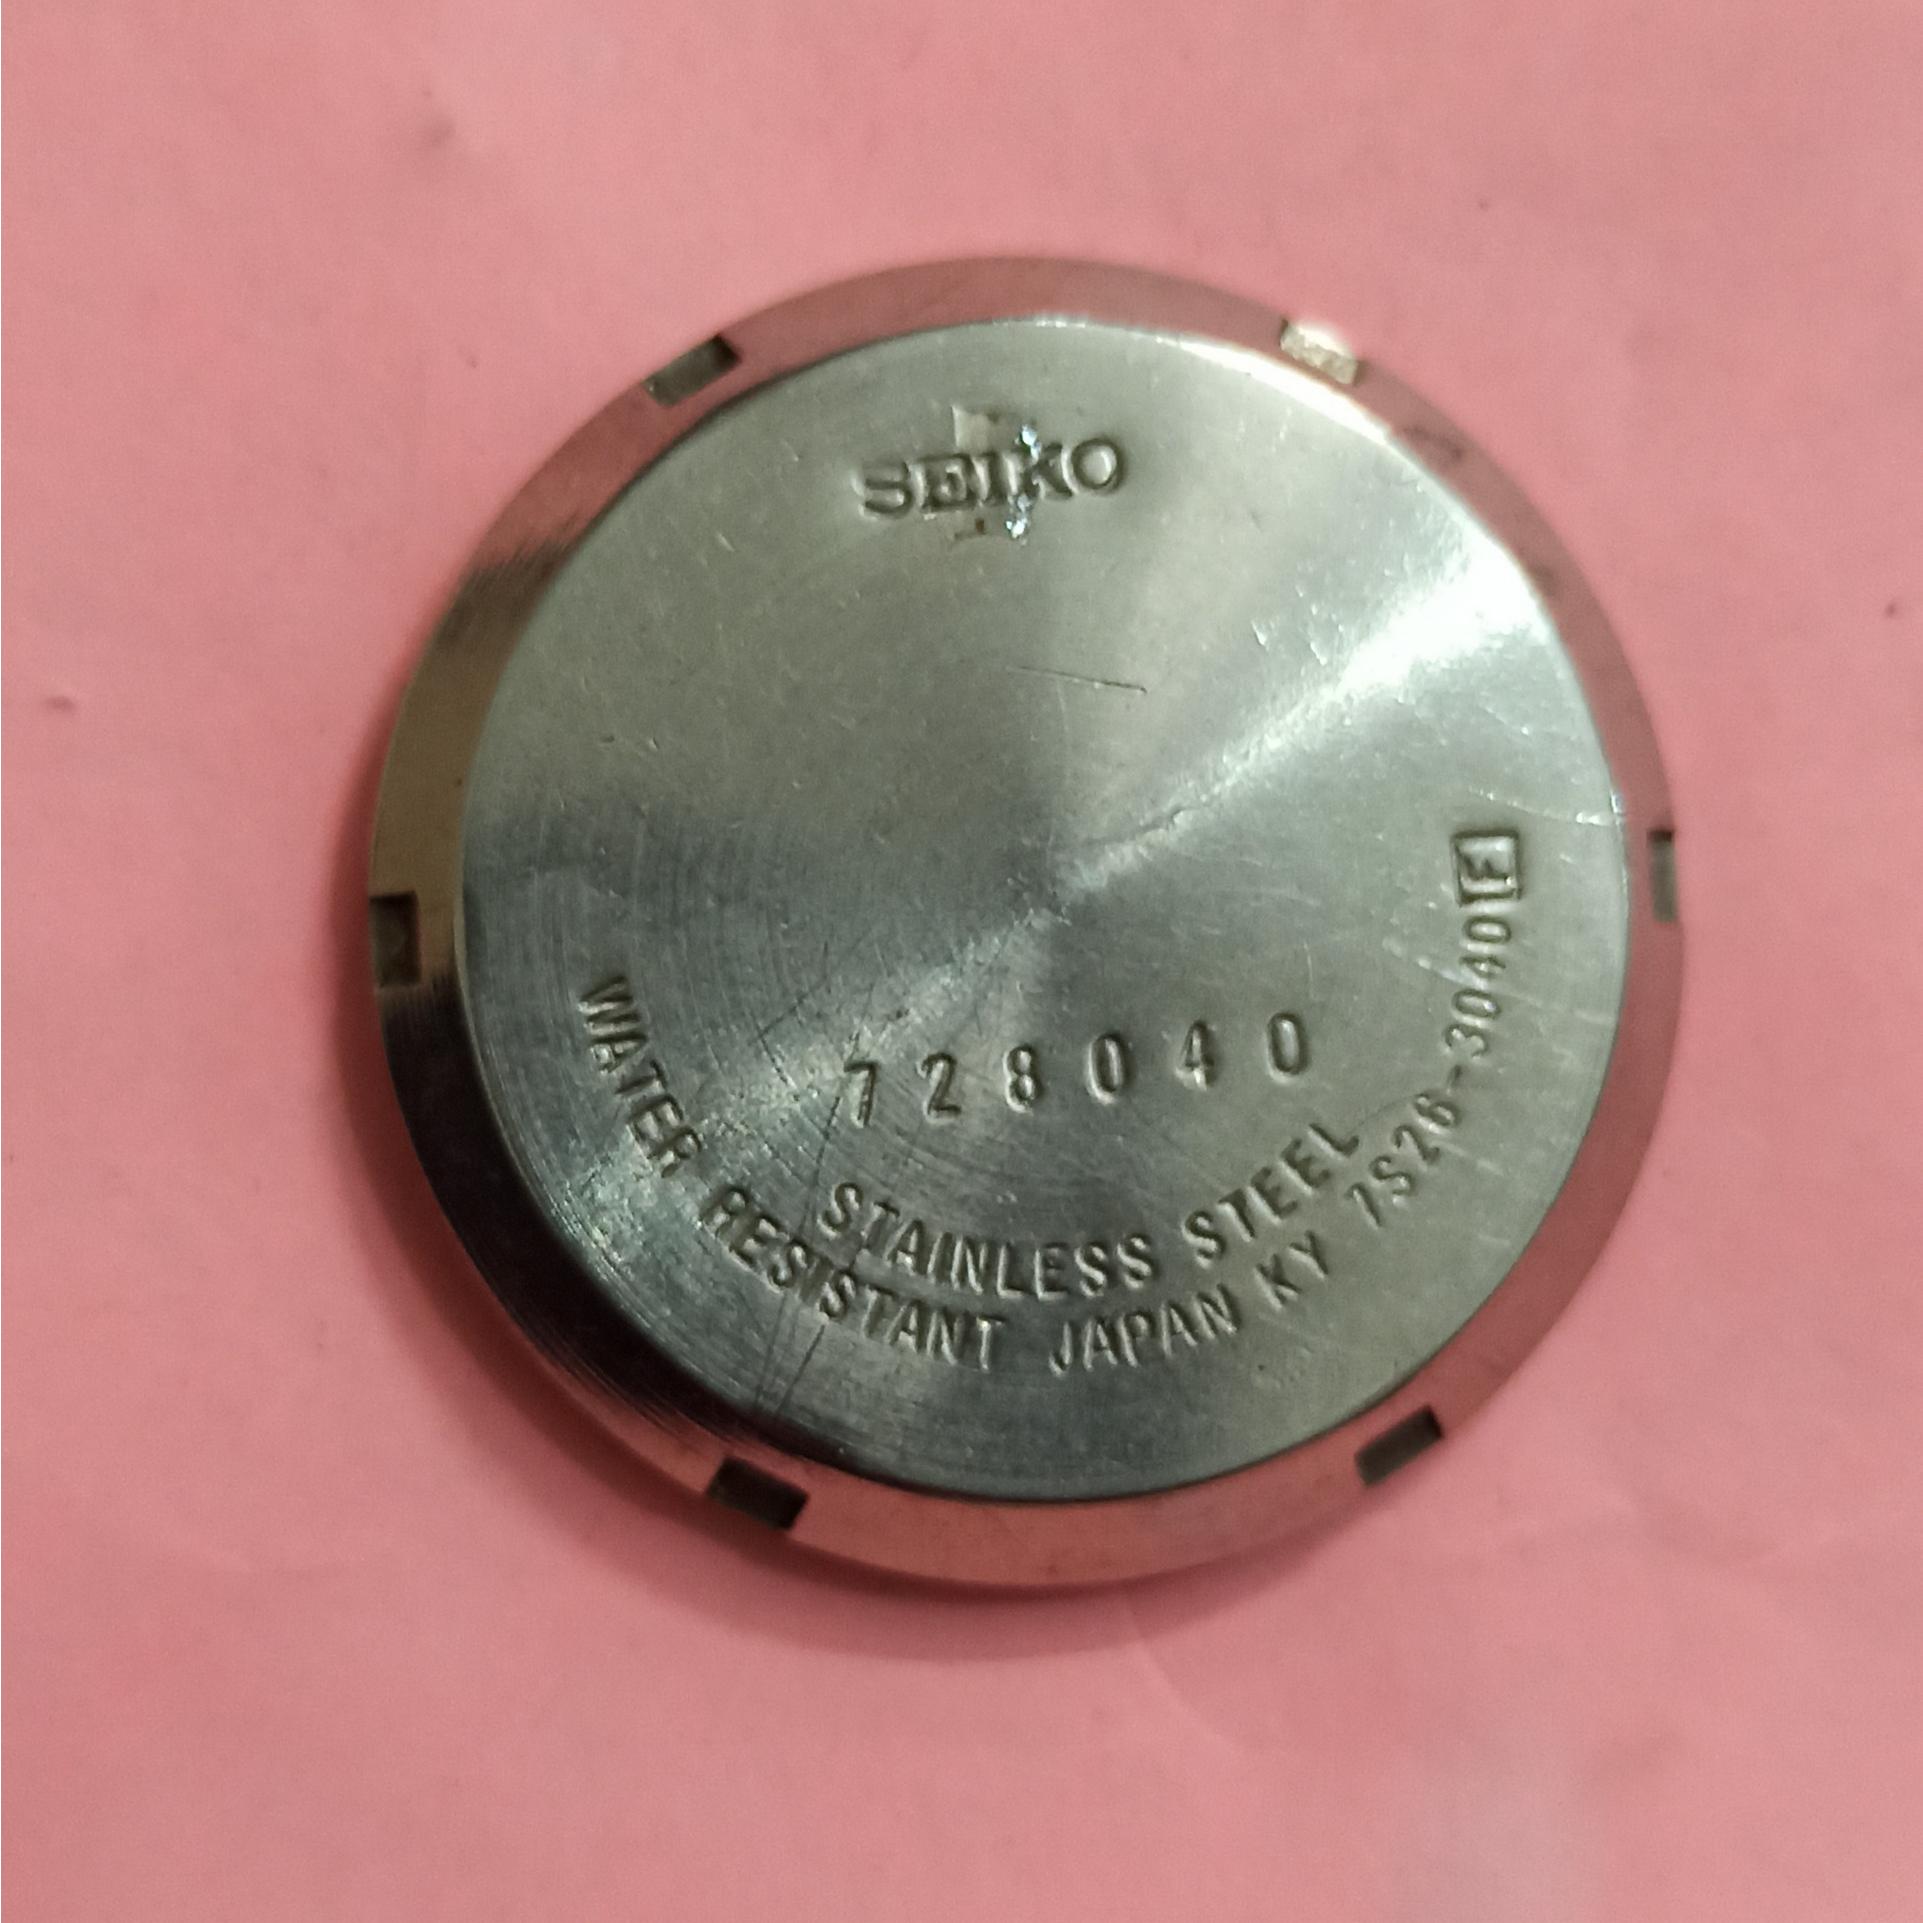 SEIKO
728040
STAINLESS STEEL
WATER RESISTANT JAPAN KY 7S26-3040 F